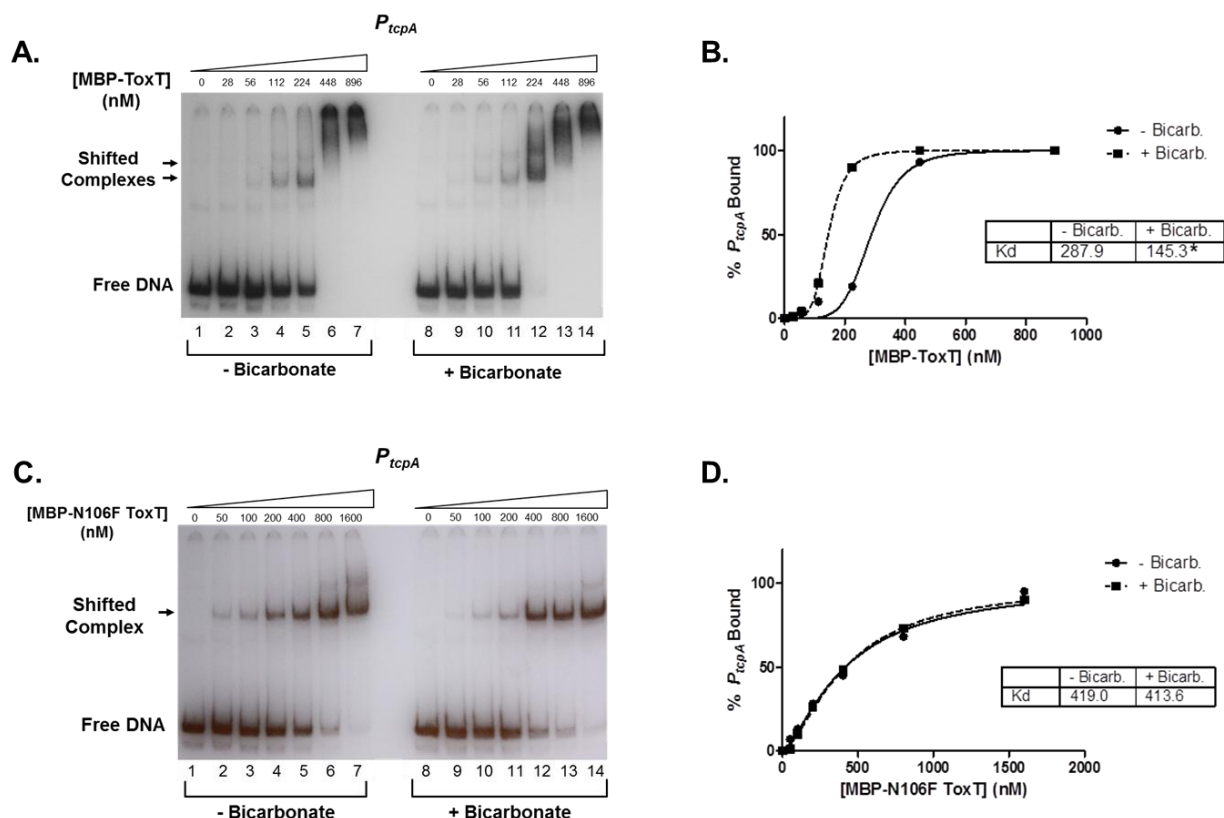 A.
PtcpA
[MBP-ToxT]
(nM)
0 28 56 112 224 448 896
0 28 56 112 224 448 896
Shifted
Complexes
Free DNA
1 2 3 4 5 6 7
8 9 10 11 12 13 14
- Bicarbonate
+ Bicarbonate
B.
% PtcpA Bound
100
50
0
0 200 400 600 800 1000
[MBP-ToxT] (nM)
- Bicarb.
+ Bicarb.
- Bicarb. + Bicarb.
Kd 287.9 145.3*
C.
PtcpA
[MBP-N106F ToxT]
(nM)
0 50 100 200 400 800 1600
0 50 100 200 400 800 1600
Shifted
Complex
Free DNA
1 2 3 4 5 6 7
8 9 10 11 12 13 14
- Bicarbonate
+ Bicarbonate
D.
% PtcpA Bound
100
50
0
0 500 1000 1500 2000
[MBP-N106F ToxT] (nM)
- Bicarb.
+ Bicarb.
- Bicarb. + Bicarb.
Kd 419.0 413.6